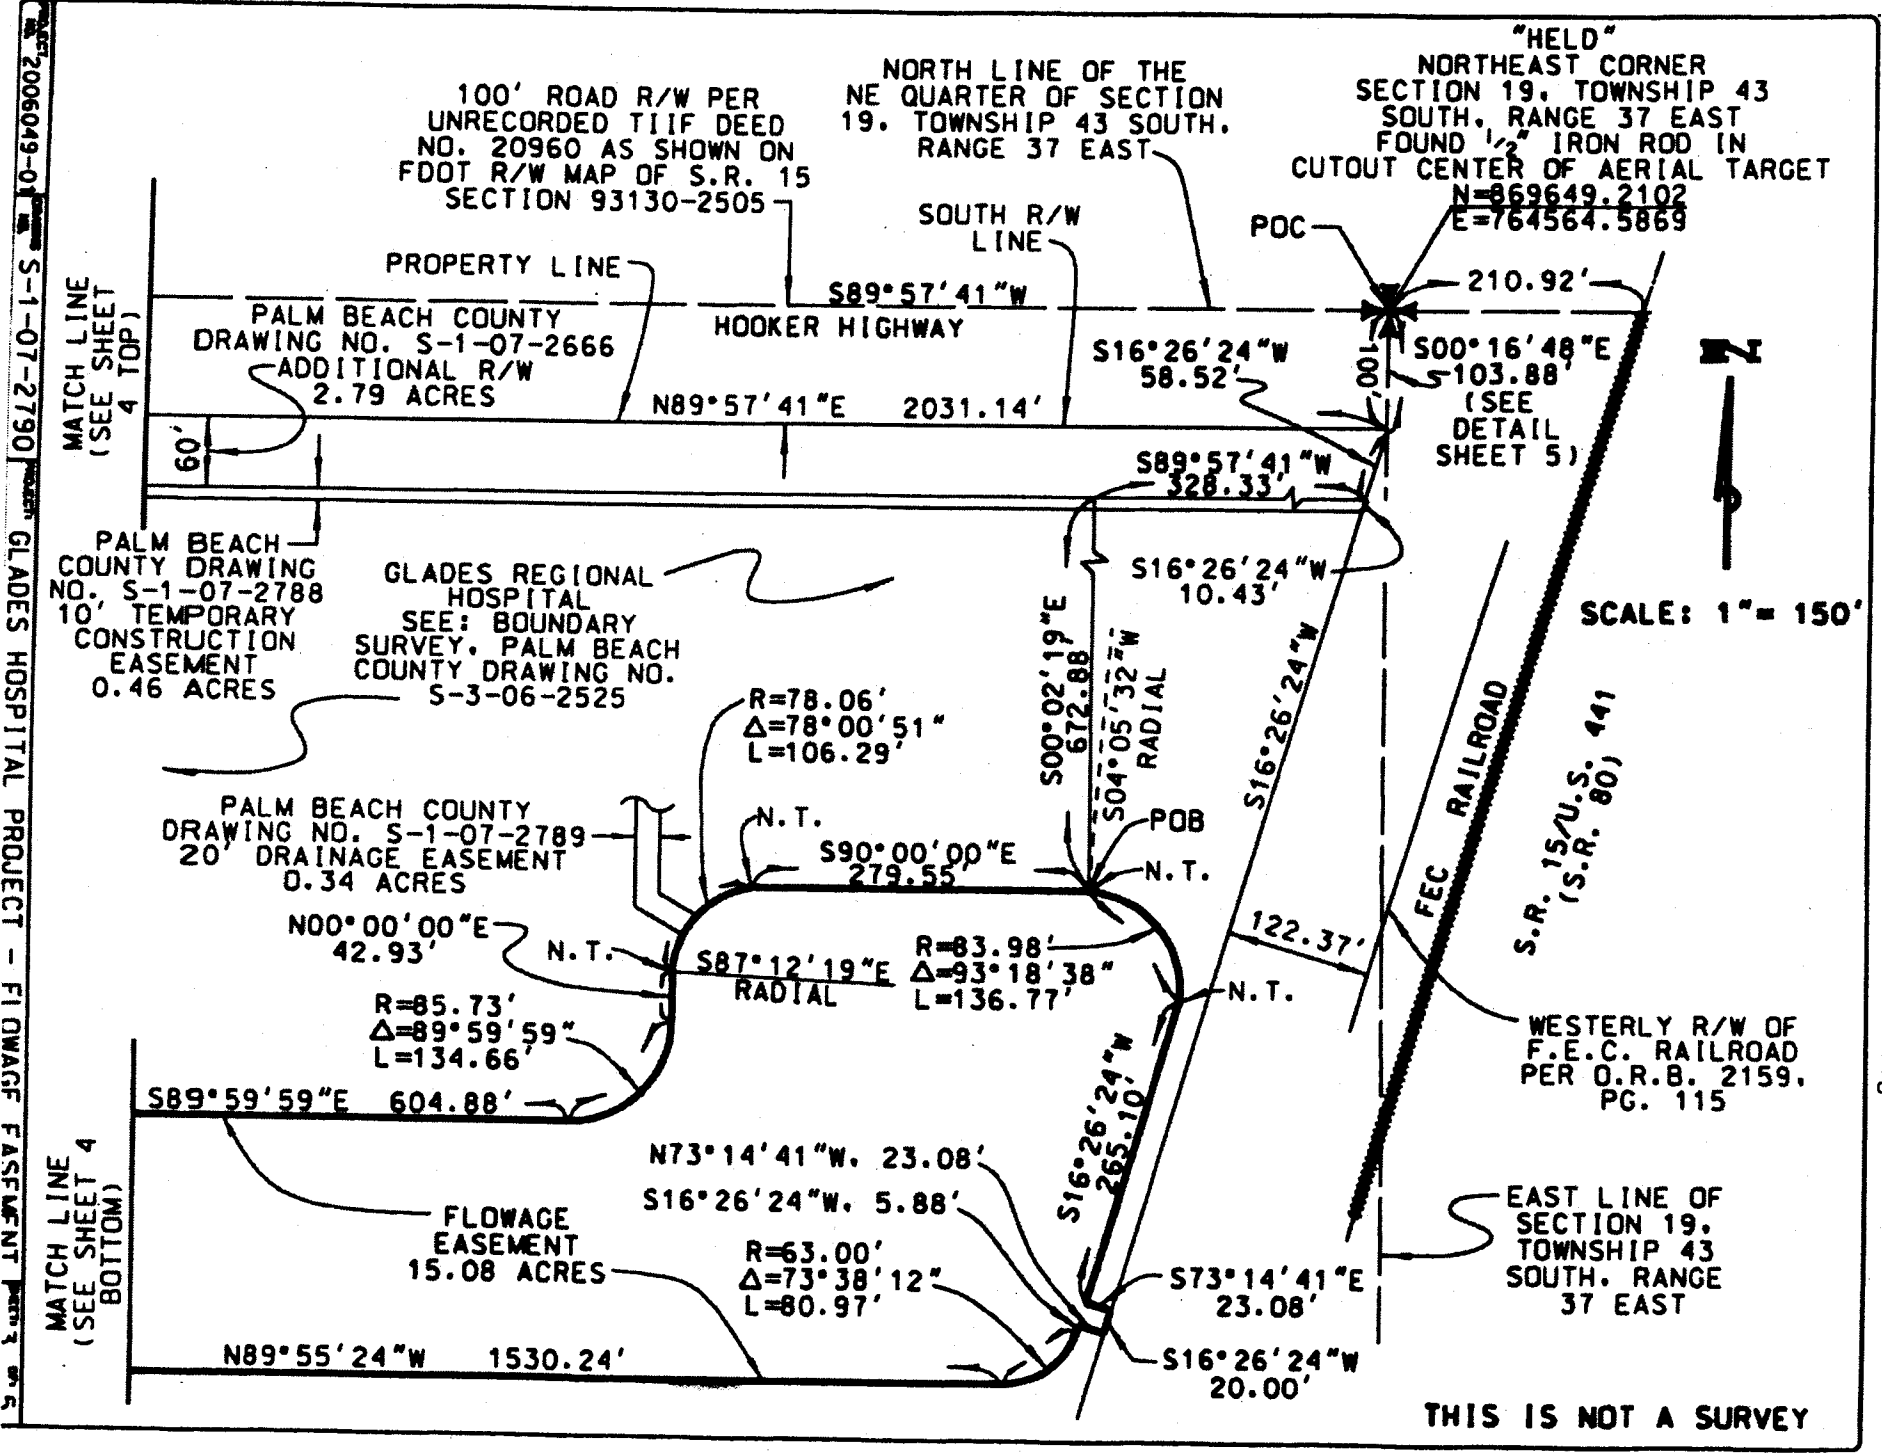 "HELD"
NORTHEAST CORNER
SECTION 19, TOWNSHIP 43
SOUTH, RANGE 37 EAST
FOUND 1/2" IRON ROD IN
CUTOUT CENTER OF AERIAL TARGET
N=869649.2102
E=764564.5869
NORTH LINE OF THE
NE QUARTER OF SECTION
19, TOWNSHIP 43 SOUTH,
RANGE 37 EAST
100' ROAD R/W PER
UNRECORDED TIIF DEED
NO. 20960 AS SHOWN ON
FDOT R/W MAP OF S.R. 15
SECTION 93130-2505
SOUTH R/W
LINE
POC
PROPERTY LINE
210.92'
S89°57'41"W
HOOKER HIGHWAY
MATCH LINE
(SEE SHEET
4 TOP)
PALM BEACH COUNTY
DRAWING NO. S-1-07-2666
ADDITIONAL R/W
2.79 ACRES
S16°26'24"W
58.52'
100'
S00°16'48"E
103.88'
(SEE
DETAIL
SHEET 5)
N89°57'41"E 2031.14'
60'
S89°57'41"W
328.33'
PALM BEACH
COUNTY DRAWING
NO. S-1-07-2788
10' TEMPORARY
CONSTRUCTION
EASEMENT
0.46 ACRES
GLADES REGIONAL
HOSPITAL
SEE: BOUNDARY
SURVEY, PALM BEACH
COUNTY DRAWING NO.
S-3-06-2525
S16°26'24"W
10.43'
SCALE: 1"= 150'
S00°02'19"E
672.88'
S04°05'32"W
RADIAL
S16°26'24"W
R=78.06'
Δ=78°00'51"
L=106.29'
FEC RAILROAD
S.R. 15/U.S. 441
(S.R. 80)
PALM BEACH COUNTY
DRAWING NO. S-1-07-2789
20' DRAINAGE EASEMENT
0.34 ACRES
N.T.
POB
S90°00'00"E
279.55'
N.T.
N00°00'00"E
42.93'
N.T.
S87°12'19"E
RADIAL
R=83.98'
Δ=93°18'38"
L=136.77'
122.37'
N.T.
R=85.73'
Δ=89°59'59"
L=134.66'
WESTERLY R/W OF
F.E.C. RAILROAD
PER O.R.B. 2159,
PG. 115
S89°59'59"E 604.88'
S16°26'24"W
265.10'
MATCH LINE
(SEE SHEET 4
BOTTOM)
N73°14'41"W, 23.08'
S16°26'24"W, 5.88'
FLOWAGE
EASEMENT
15.08 ACRES
R=63.00'
Δ=73°38'12"
L=80.97'
EAST LINE OF
SECTION 19,
TOWNSHIP 43
SOUTH, RANGE
37 EAST
S73°14'41"E
23.08'
S16°26'24"W
20.00'
N89°55'24"W 1530.24'
THIS IS NOT A SURVEY
2006049-01
S-1-07-2790
GLADES HOSPITAL PROJECT - FLOWAGE EASEMENT